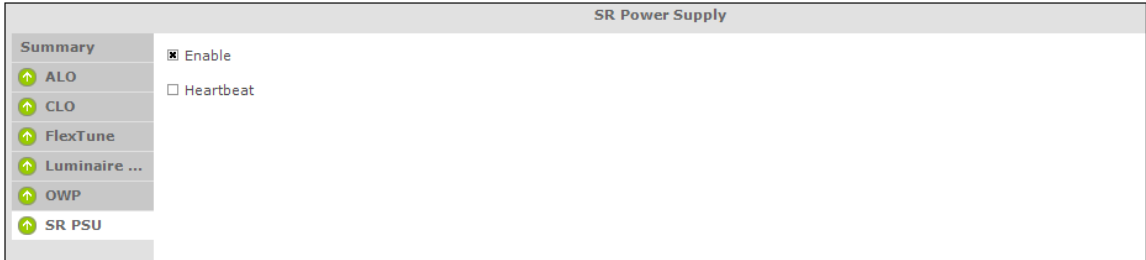 SR Power Supply
Summary
ALO
CLO
FlexTune
Luminaire ...
OWP
SR PSU
Enable
Heartbeat